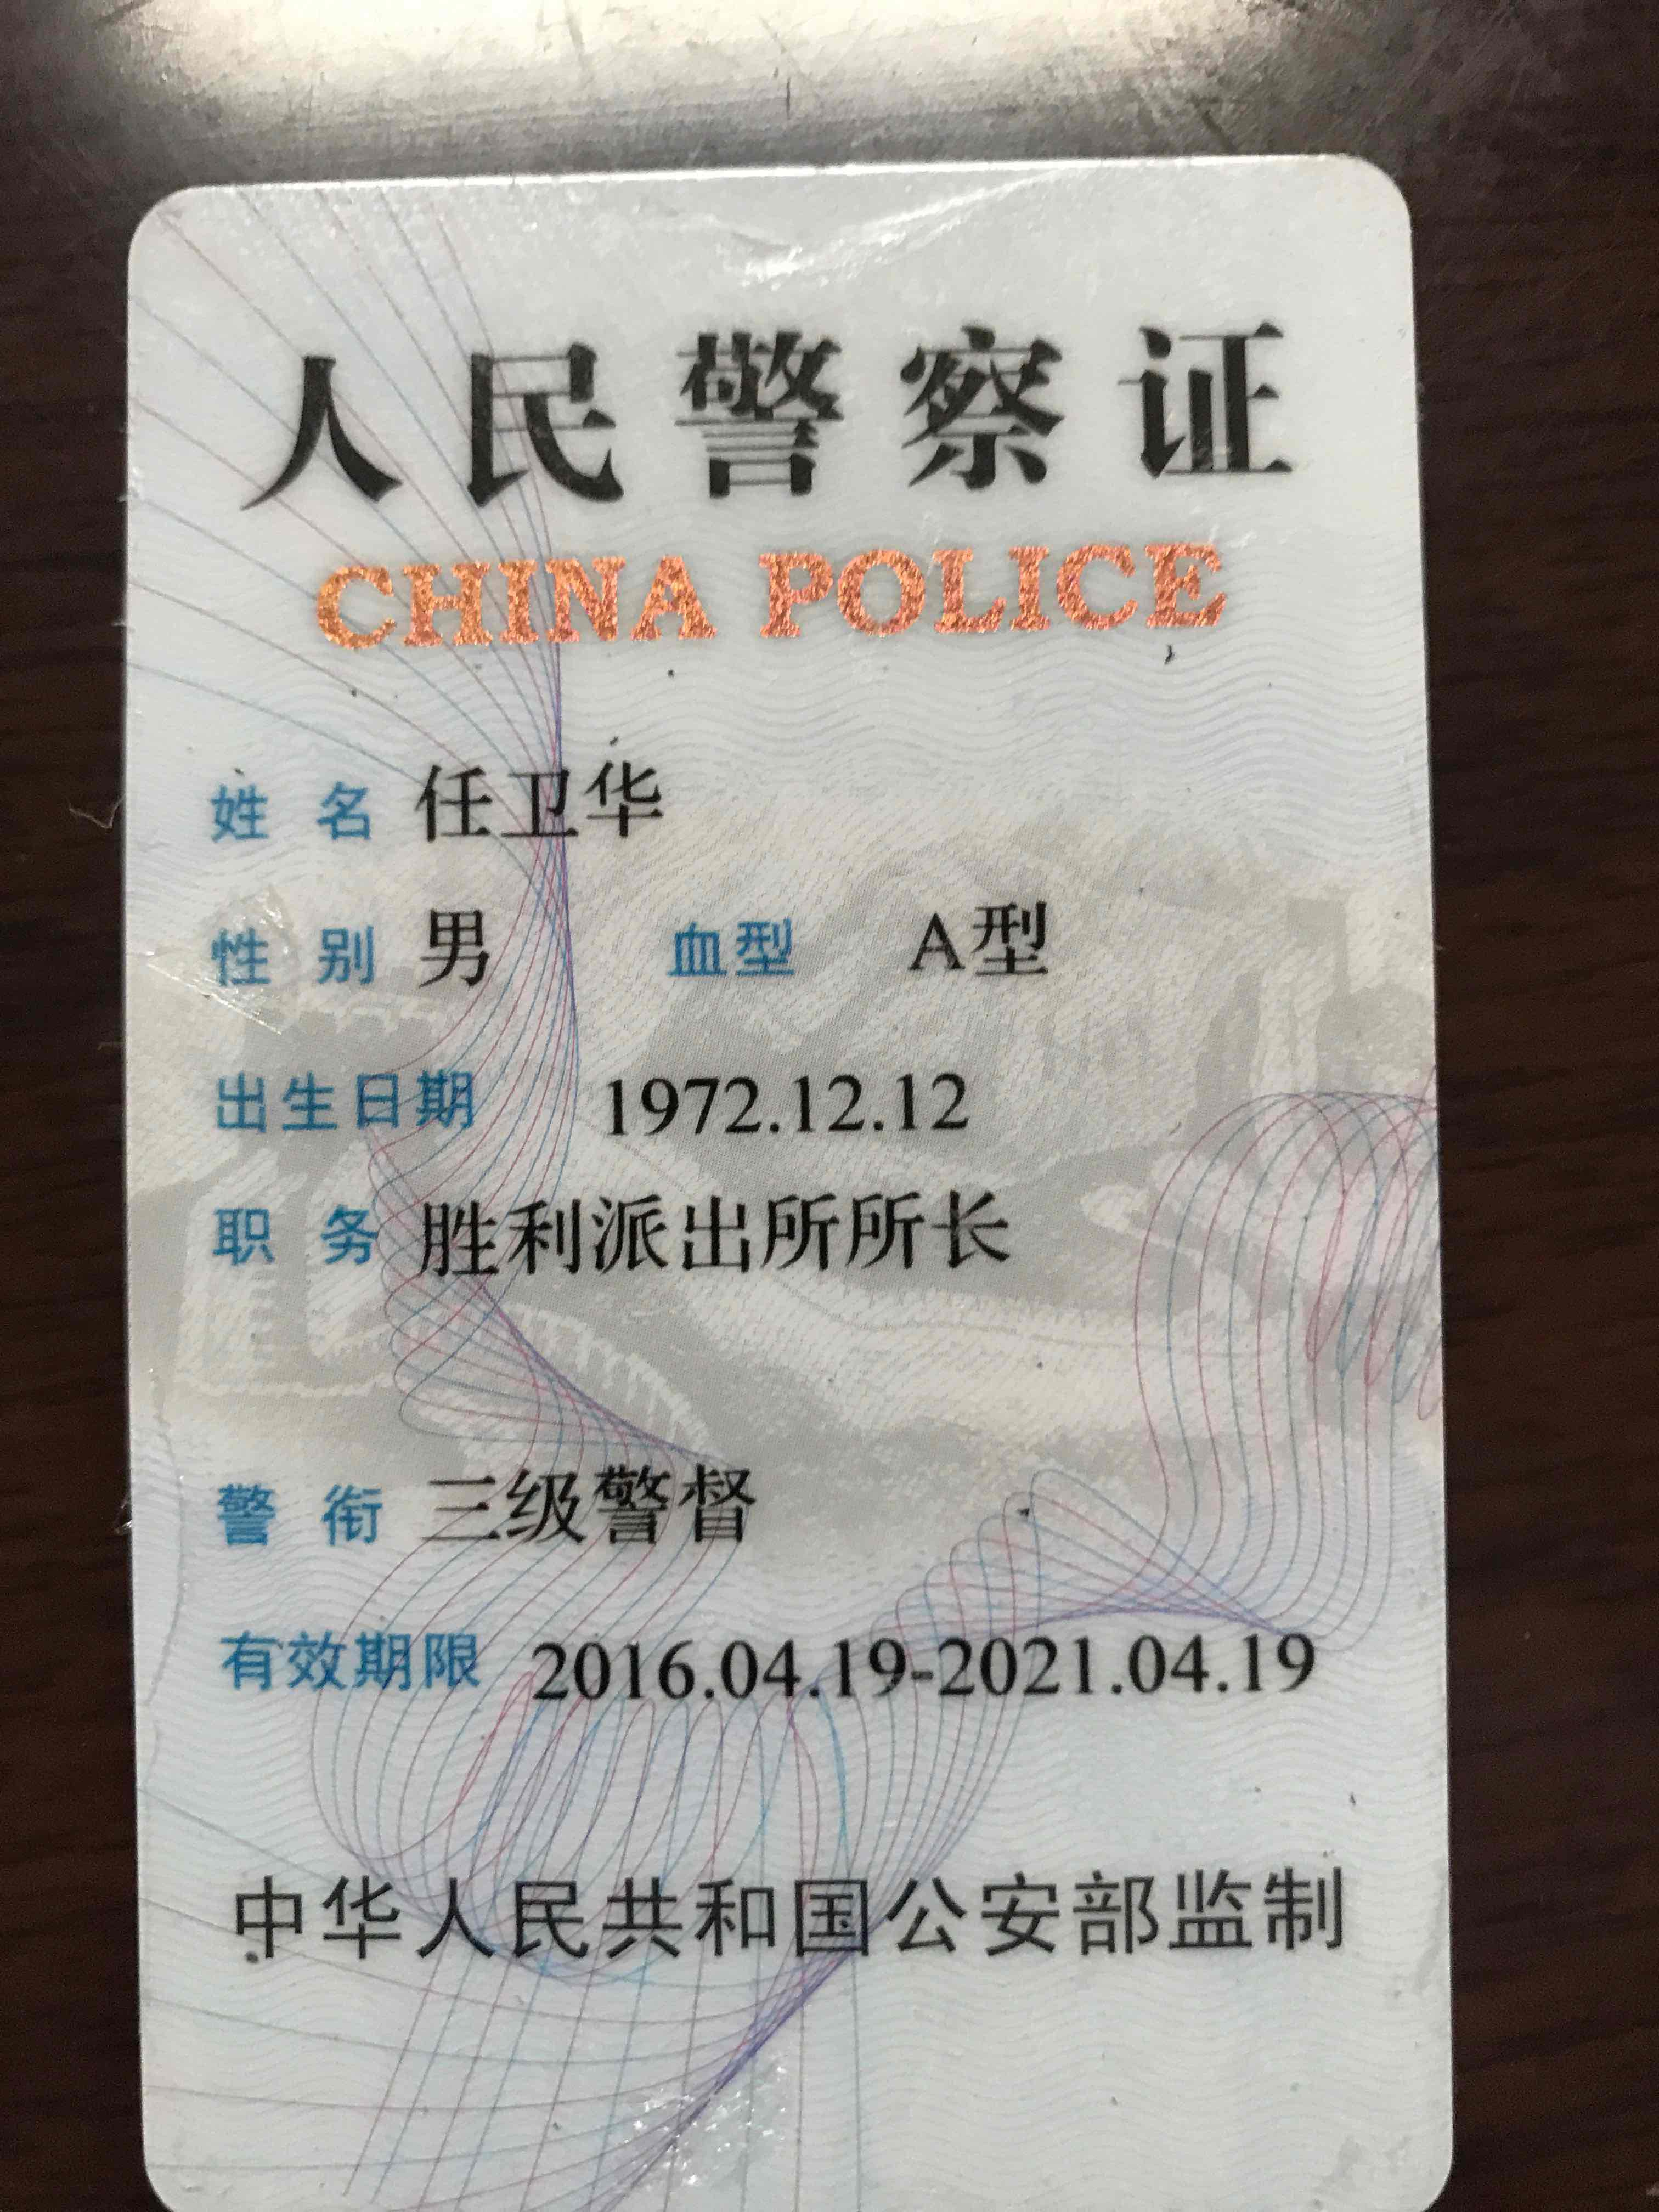 人民警察证
CHINA POLICE
姓 名 任卫华
性 别 男 血型 A型
出生日期 1972.12.12
职 务 胜利派出所所长
警 衔 三级警督
有效期限 2016.04.19-2021.04.19
中华人民共和国公安部监制